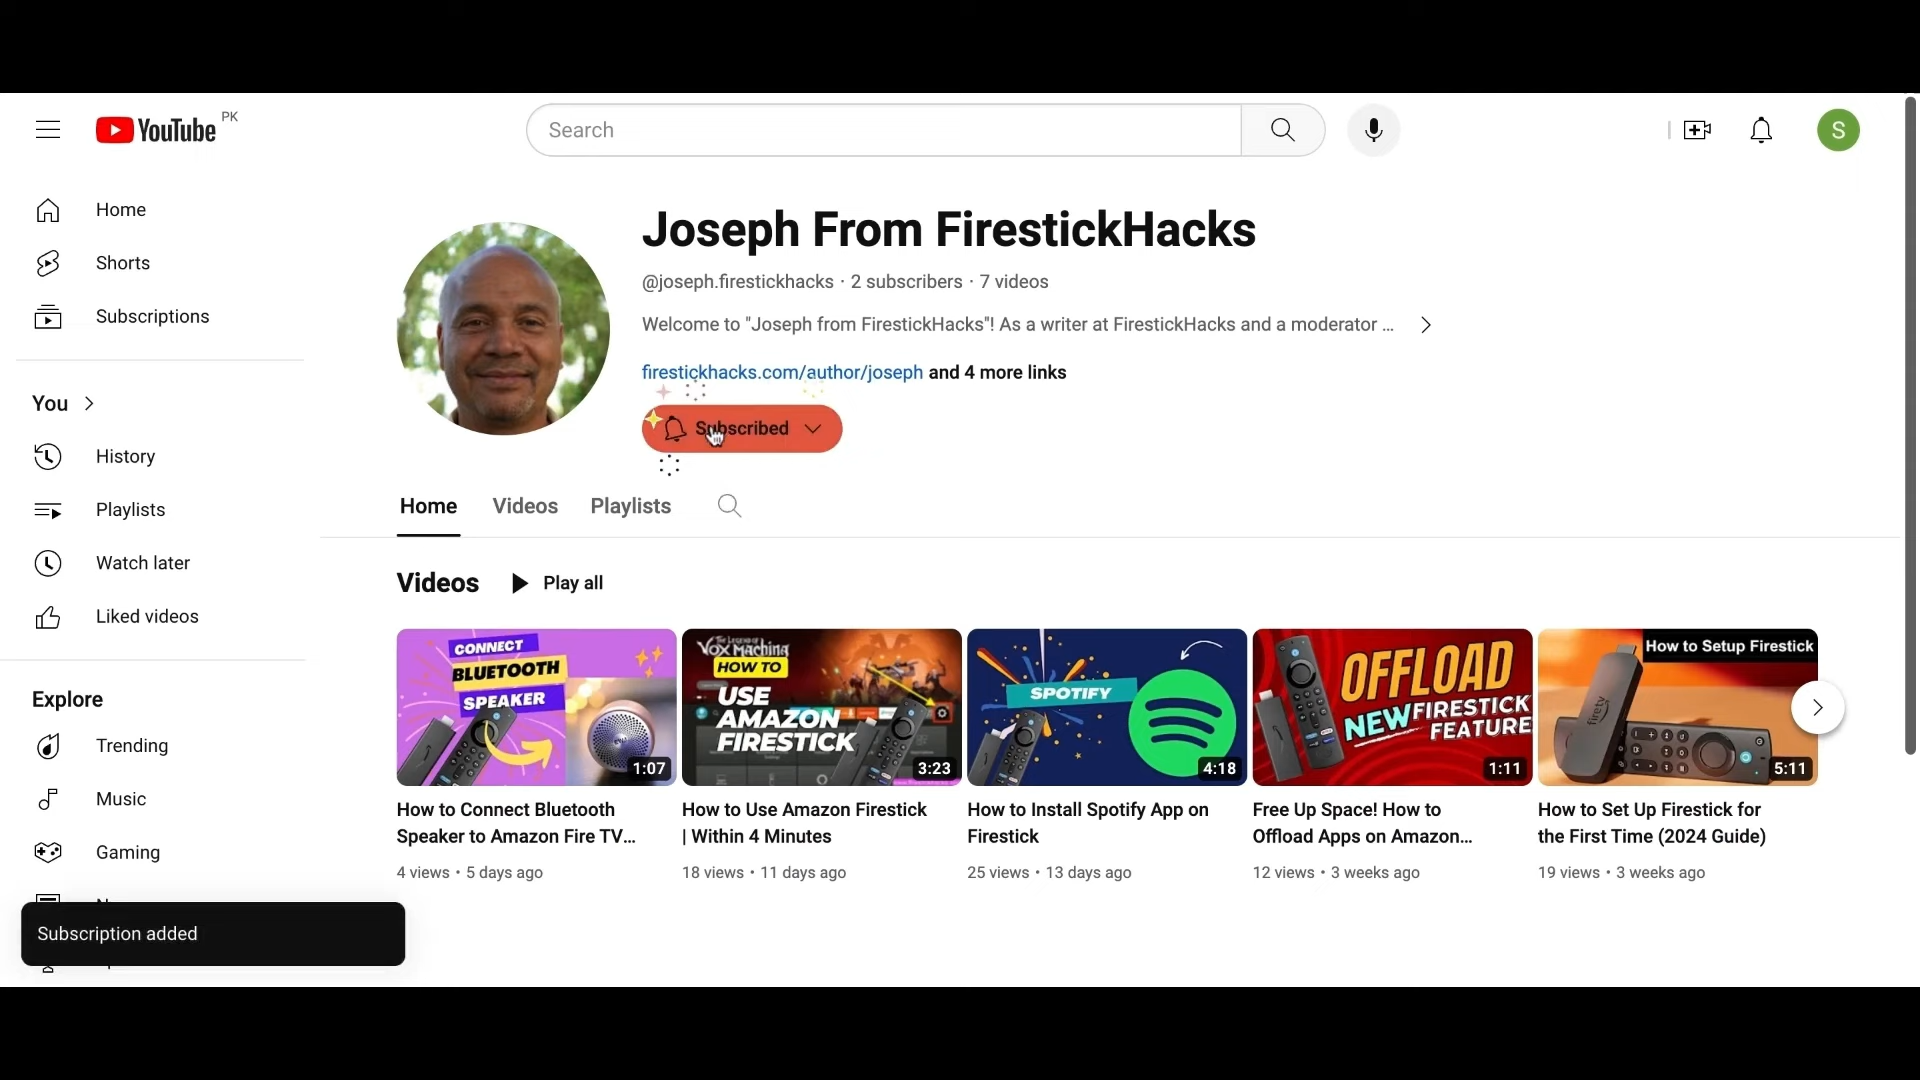 YouTube PK
Search
S
Home
Shorts
Subscriptions
You
History
Playlists
Watch later
Liked videos
Explore
Trending
Music
Gaming
Subscription added
Joseph From FirestickHacks
@joseph.firestickhacks · 2 subscribers · 7 videos
Welcome to "Joseph from FirestickHacks"! As a writer at FirestickHacks and a moderator ...
firestickhacks.com/author/joseph and 4 more links
Subscribed
Home Videos Playlists
Videos Play all
CONNECT
BLUETOOTH
SPEAKER
1:07
How to Connect Bluetooth
Speaker to Amazon Fire TV...
4 views • 5 days ago
THE LEGEND OF
VOX MACHINA
HOW TO
USE
AMAZON
FIRESTICK
3:23
How to Use Amazon Firestick
| Within 4 Minutes
18 views • 11 days ago
SPOTIFY
4:18
How to Install Spotify App on
Firestick
25 views • 13 days ago
OFFLOAD
NEW FIRESTICK
FEATURE
1:11
Free Up Space! How to
Offload Apps on Amazon...
12 views • 3 weeks ago
How to Setup Firestick
firetv
5:11
How to Set Up Firestick for
the First Time (2024 Guide)
19 views • 3 weeks ago